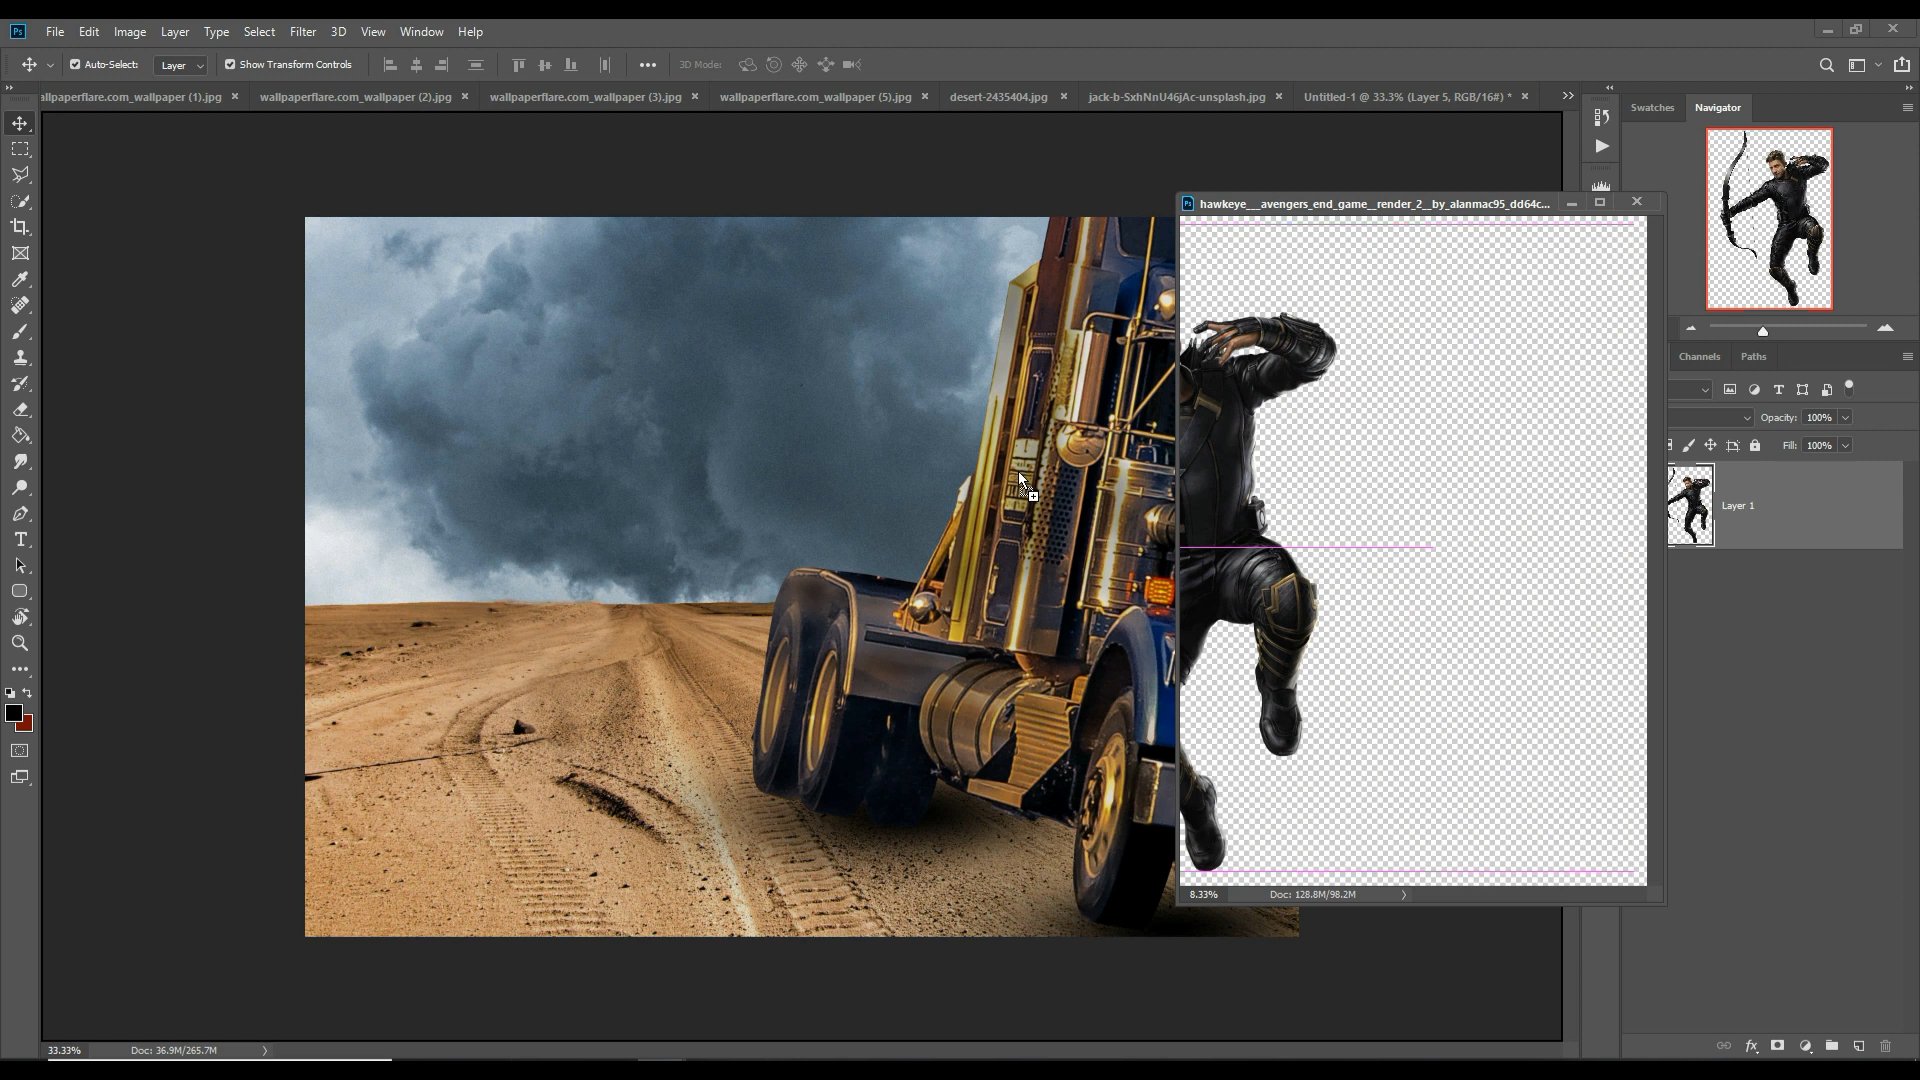 Ps File Edit Image Layer Type Select Filter 3D View Window Help
Auto-Select: Layer Show Transform Controls 3D Mode:
allpaperflare.com_wallpaper (1).jpg wallpaperflare.com_wallpaper (2).jpg wallpaperflare.com_wallpaper (3).jpg wallpaperflare.com_wallpaper (5).jpg desert-2435404.jpg jack-b-SxhNnU46jAc-unsplash.jpg Untitled-1 @ 33.3% (Layer 5, RGB/16#) *
Swatches Navigator
Ps hawkeye__avengers_end_game__render_2__by_alanmac95_dd64c...
Channels Paths
Opacity: 100%
Fill: 100%
Layer 1
8.33% Doc: 128.8M/98.2M
33.33% Doc: 36.9M/265.7M